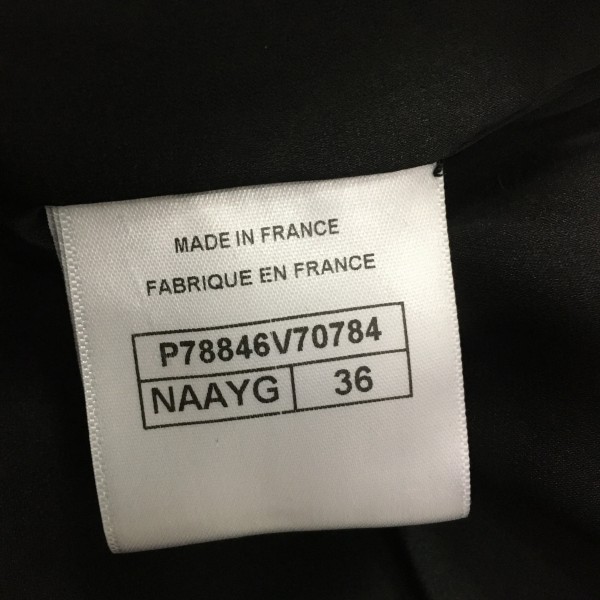 MADE IN FRANCE
FABRIQUE EN FRANCE
P78846V70784
NAAYG 36